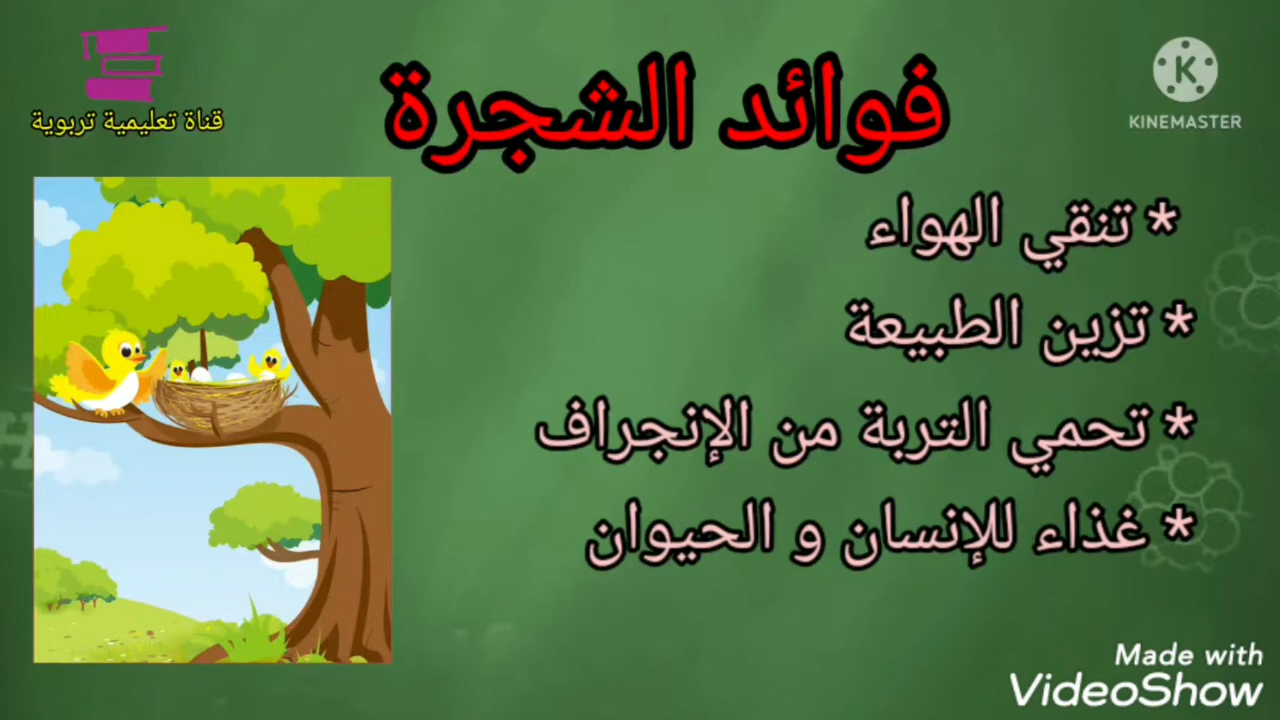 قناة تعليمية تربوية
فوائد الشجرة
K
KINEMASTER
* تنقي الهواء
* تزين الطبيعة
* تحمي التربة من الإنجراف
* غذاء للإنسان و الحيوان
Made with
VideoShow